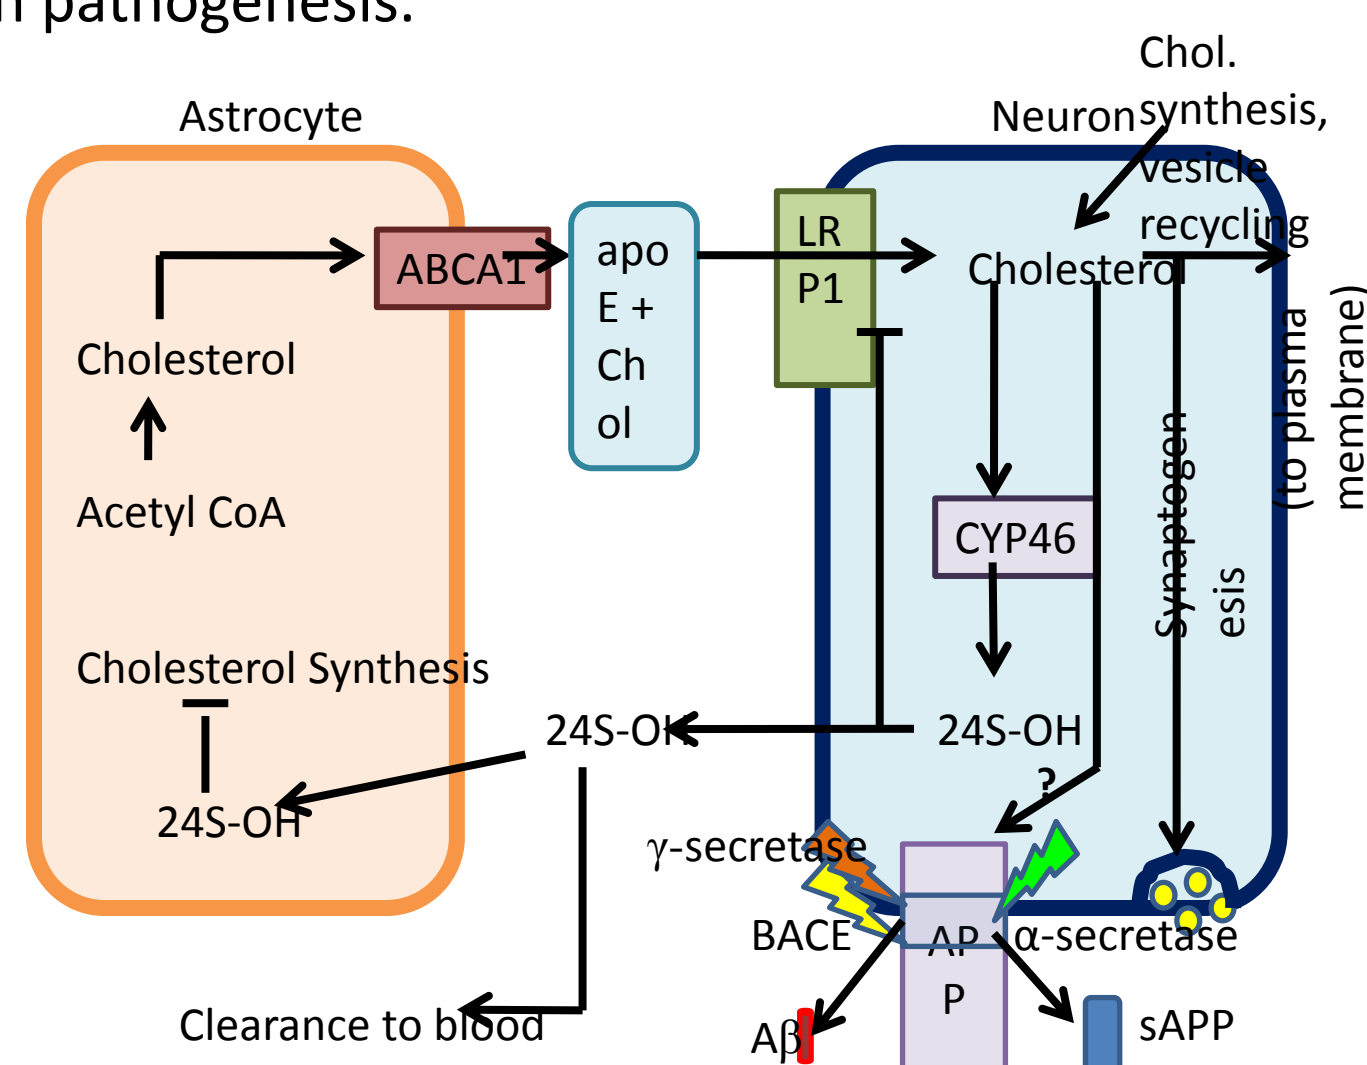 n pathogenesis.
Chol.
synthesis,
vesicle
recycling
Astrocyte
Neuron
ABCA1
apo
E +
Ch
ol
LR
P1
Cholesterol
Cholesterol
Acetyl CoA
(to plasma
membrane)
Synaptogen
esis
CYP46
Cholesterol Synthesis
24S-OH
24S-OH
24S-OH
?
γ-secretase
BACE
AP
P
α-secretase
Aβ
sAPP
Clearance to blood